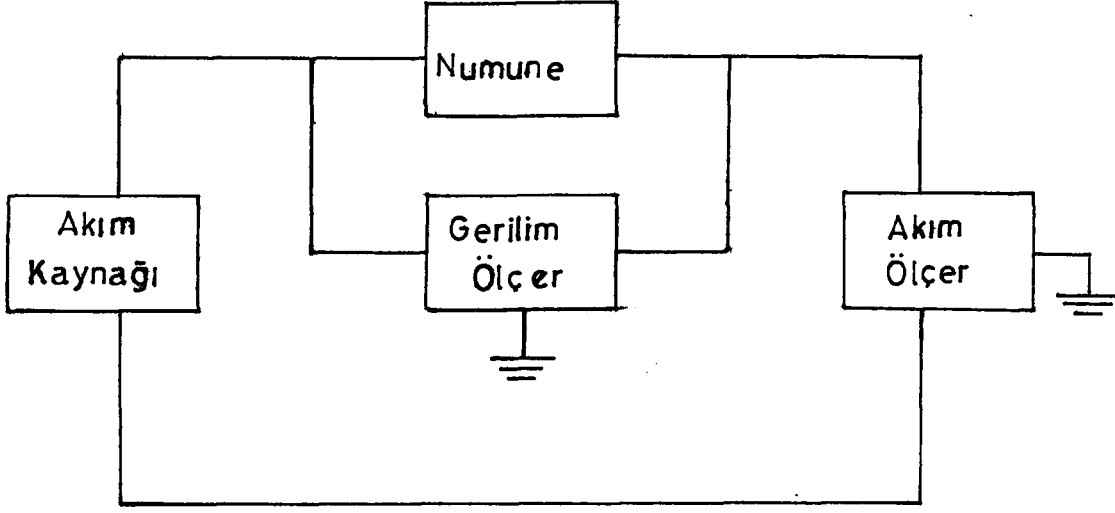 Numune
Akım
Kaynağı
Gerilim
Ölçer
Akım
Ölçer